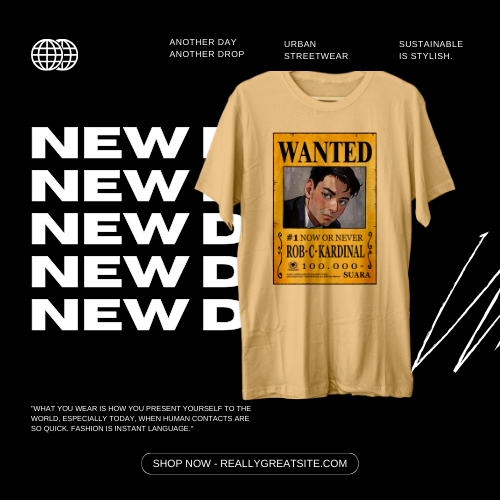 ANOTHER DAY
ANOTHER DROP
URBAN
STREETWEAR
SUSTAINABLE
IS STYLISH.
NEW D
NEW D
NEW D
NEW D
NEW D
WANTED
#1 NOW OR NEVER
ROB-C-KARDINAL
100.000-
SUARA
"WHAT YOU WEAR IS HOW YOU PRESENT YOURSELF TO THE
WORLD, ESPECIALLY TODAY, WHEN HUMAN CONTACTS ARE
SO QUICK. FASHION IS INSTANT LANGUAGE."
SHOP NOW - REALLYGREATSITE.COM